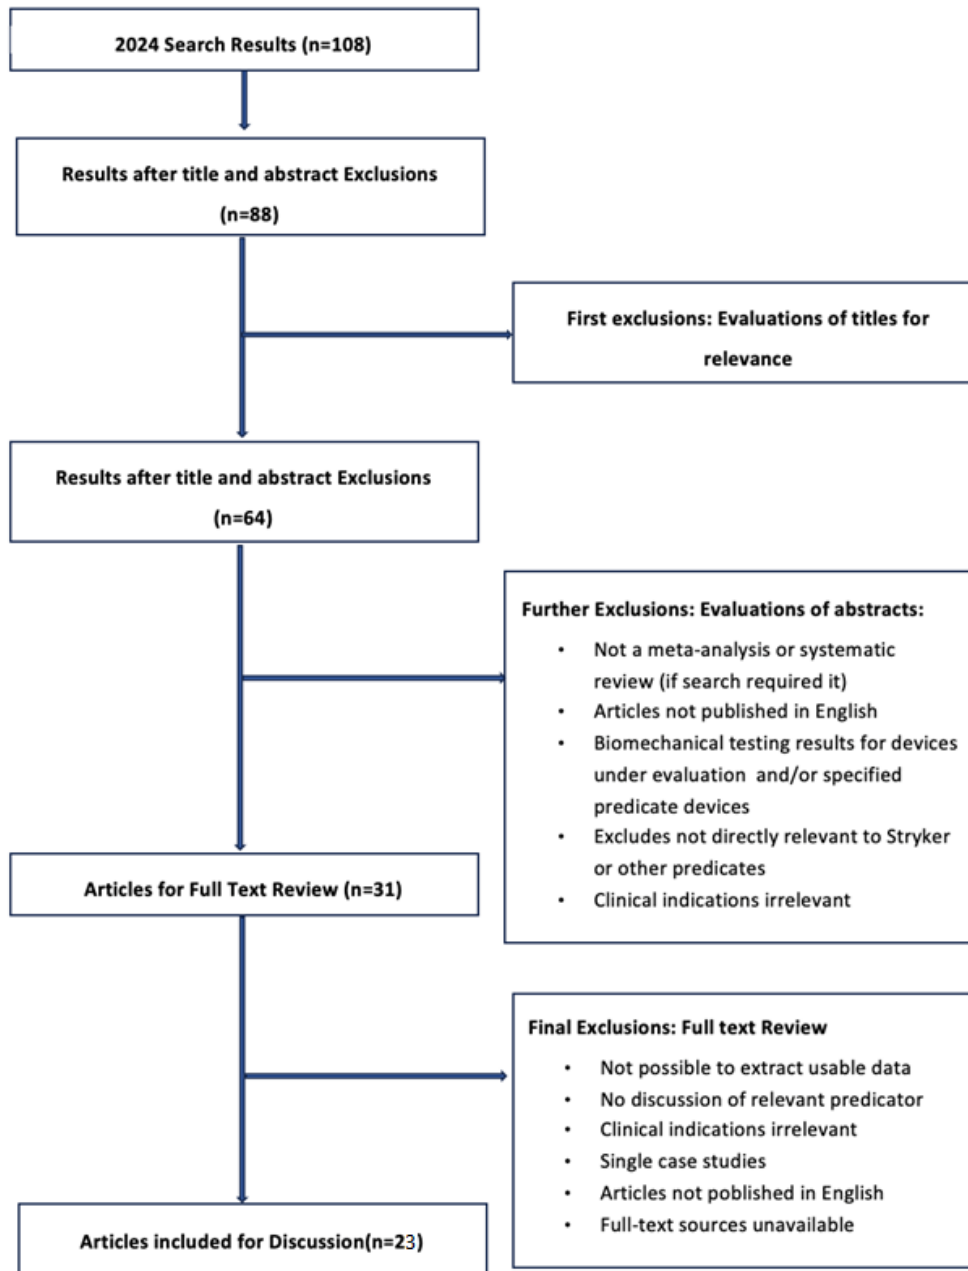 2024 Search Results (n=108)
Results after title and abstract Exclusions
(n=88)
First exclusions: Evaluations of titles for
relevance
Results after title and abstract Exclusions
(n=64)
Further Exclusions: Evaluations of abstracts:
• Not a meta-analysis or systematic
review (if search required it)
• Articles not published in English
• Biomechanical testing results for devices
under evaluation and/or specified
predicate devices
• Excludes not directly relevant to Stryker
or other predicates
• Clinical indications irrelevant
Articles for Full Text Review (n=31)
Final Exclusions: Full text Review
• Not possible to extract usable data
• No discussion of relevant predicator
• Clinical indications irrelevant
• Single case studies
• Articles not poblished in English
• Full-text sources unavailable
Articles included for Discussion(n=23)